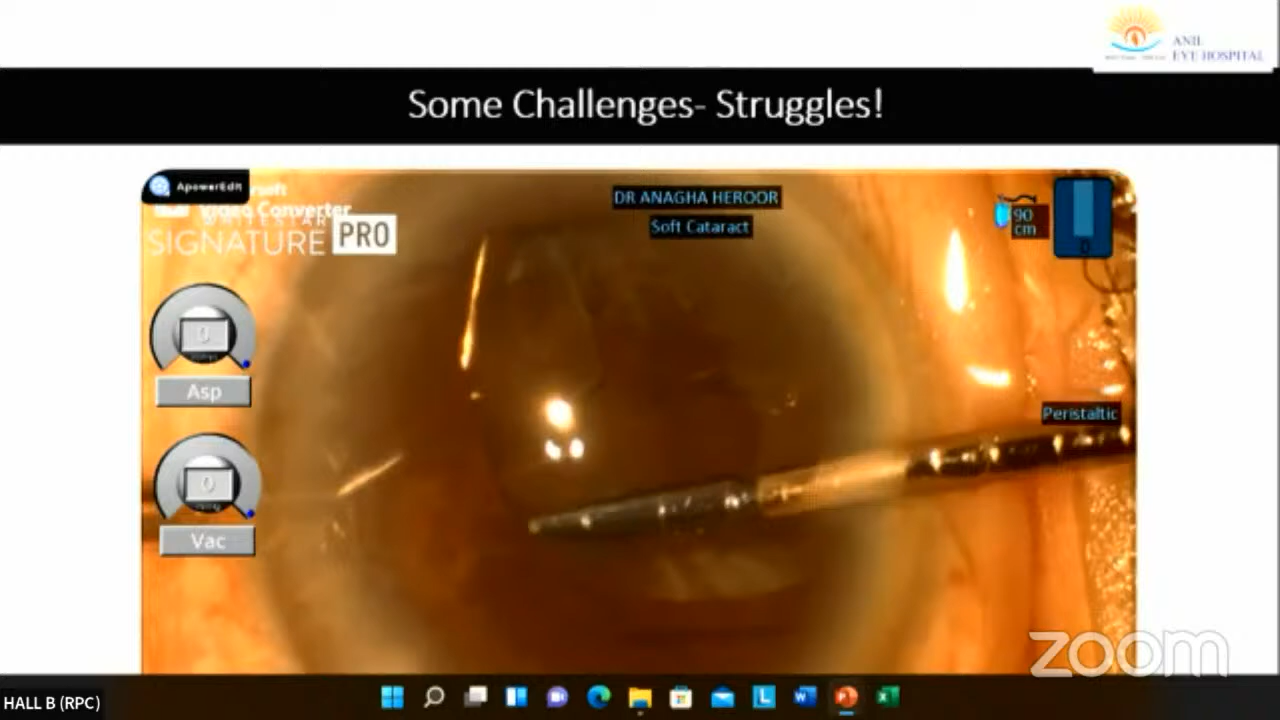 ANIL
EYE HOSPITAL
Some Challenges- Struggles!
ApowerEdit
Video Converter
WHITESTAR
SIGNATURE PRO
DR ANAGHA HEROOR
Soft Cataract
90
cm
0
Asp
Peristaltic
0
Vac
zoom
HALL B (RPC)